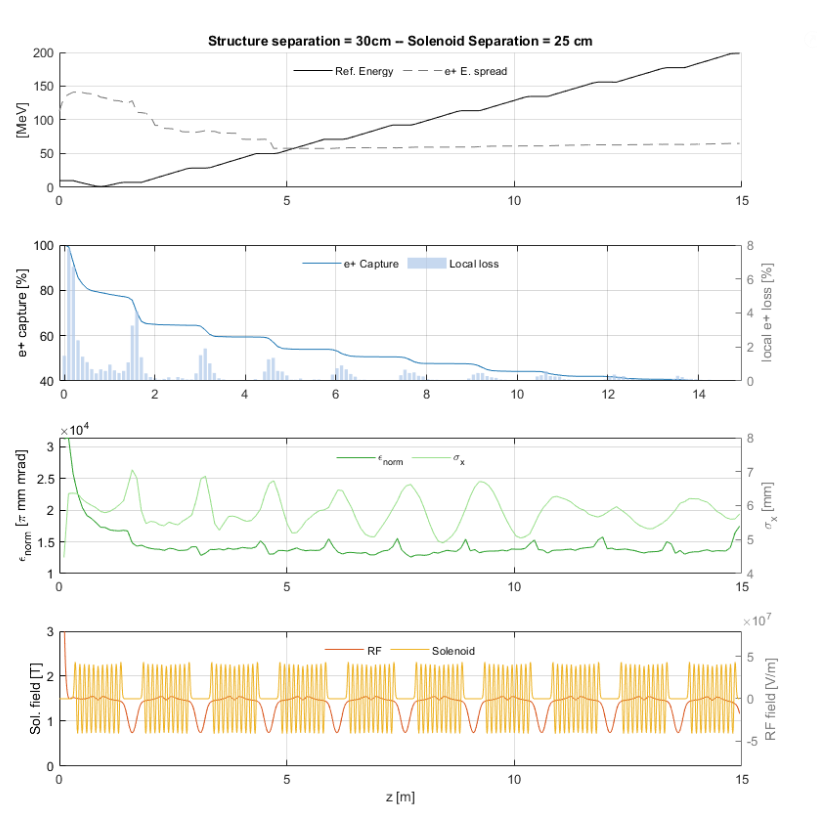 Structure separation = 30cm -- Solenoid Separation = 25 cm
[MeV]
200
150
100
50
0
Ref. Energy
e+ E. spread
0 5 10 15
e+ capture [%]
100
80
60
40
e+ Capture
Local loss
8
6
4
2
0
local e+ loss [%]
0 2 4 6 8 10 12 14
×10⁴
ϵnorm [π mm mrad]
3
2.5
2
1.5
1
ϵnorm
σx
8
7
6
5
4
σx [mm]
0 5 10 15
×10⁷
Sol. field [T]
3
2
1
0
RF
Solenoid
5
0
-5
RF field [V/m]
0 5 10 15
z [m]